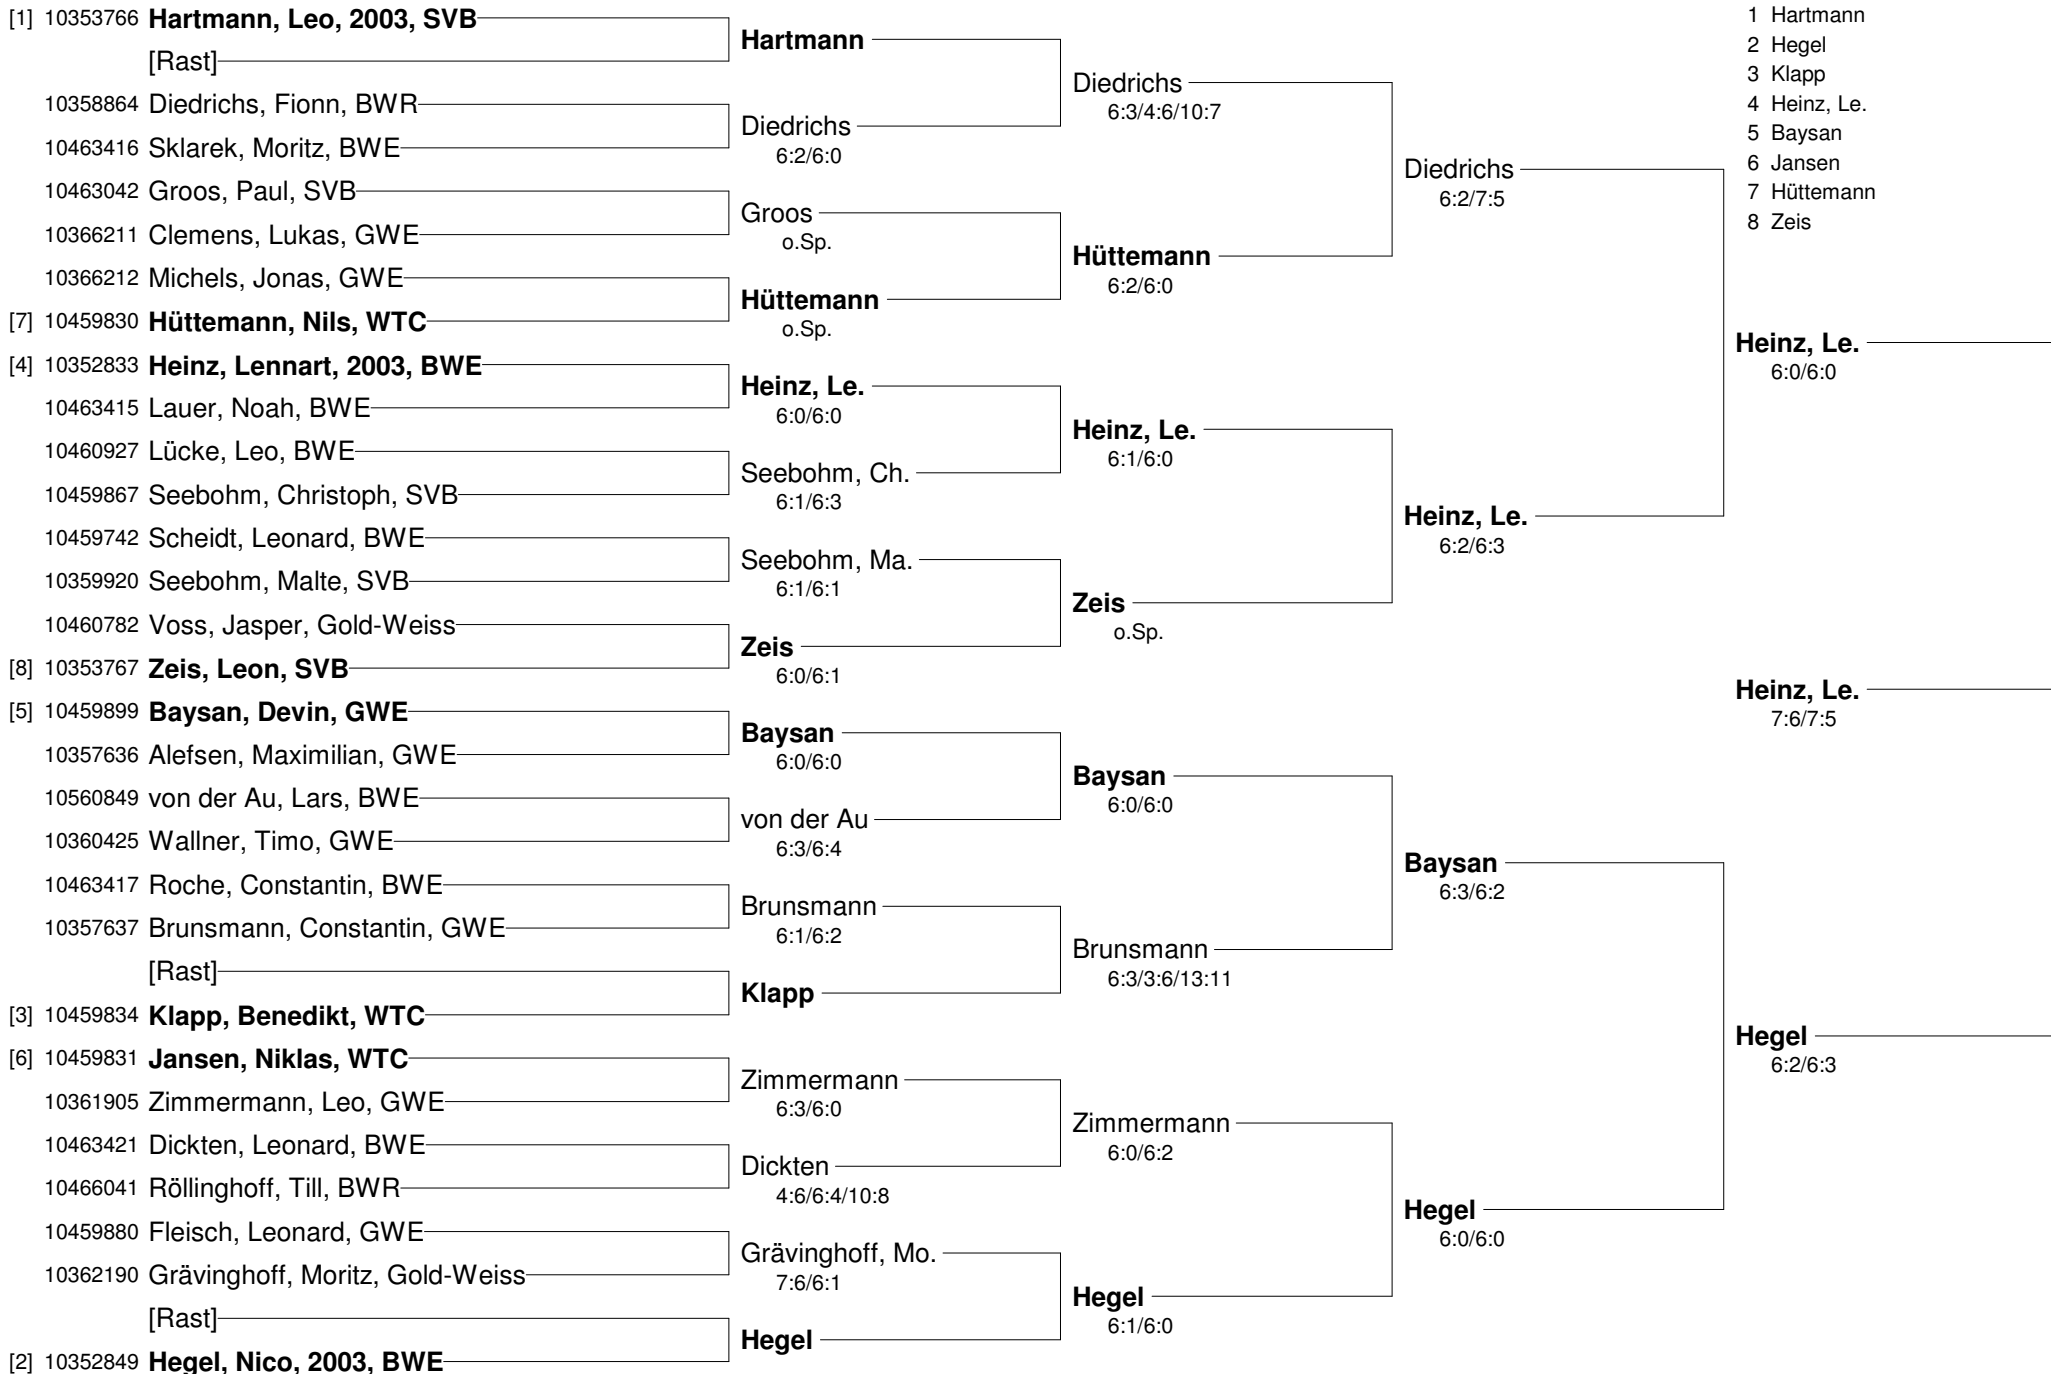 [1] 10353766 Hartmann, Leo, 2003, SVB
[Rast]
10358864 Diedrichs, Fionn, BWR
10463416 Sklarek, Moritz, BWE
10463042 Groos, Paul, SVB
10366211 Clemens, Lukas, GWE
10366212 Michels, Jonas, GWE
[7] 10459830 Hüttemann, Nils, WTC
[4] 10352833 Heinz, Lennart, 2003, BWE
10463415 Lauer, Noah, BWE
10460927 Lücke, Leo, BWE
10459867 Seebohm, Christoph, SVB
10459742 Scheidt, Leonard, BWE
10359920 Seebohm, Malte, SVB
10460782 Voss, Jasper, Gold-Weiss
[8] 10353767 Zeis, Leon, SVB
[5] 10459899 Baysan, Devin, GWE
10357636 Alefsen, Maximilian, GWE
10560849 von der Au, Lars, BWE
10360425 Wallner, Timo, GWE
10463417 Roche, Constantin, BWE
10357637 Brunsmann, Constantin, GWE
[Rast]
[3] 10459834 Klapp, Benedikt, WTC
[6] 10459831 Jansen, Niklas, WTC
10361905 Zimmermann, Leo, GWE
10463421 Dickten, Leonard, BWE
10466041 Röllinghoff, Till, BWR
10459880 Fleisch, Leonard, GWE
10362190 Grävinghoff, Moritz, Gold-Weiss
[Rast]
[2] 10352849 Hegel, Nico, 2003, BWE
Hartmann
Diedrichs
6:2/6:0
Groos
o.Sp.
Hüttemann
o.Sp.
Heinz, Le.
6:0/6:0
Seebohm, Ch.
6:1/6:3
Seebohm, Ma.
6:1/6:1
Zeis
6:0/6:1
Baysan
6:0/6:0
von der Au
6:3/6:4
Brunsmann
6:1/6:2
Klapp
Zimmermann
6:3/6:0
Dickten
4:6/6:4/10:8
Grävinghoff, Mo.
7:6/6:1
Hegel
Diedrichs
6:3/4:6/10:7
Hüttemann
6:2/6:0
Heinz, Le.
6:1/6:0
Zeis
o.Sp.
Baysan
6:0/6:0
Brunsmann
6:3/3:6/13:11
Zimmermann
6:0/6:2
Hegel
6:1/6:0
Diedrichs
6:2/7:5
Heinz, Le.
6:2/6:3
Baysan
6:3/6:2
Hegel
6:0/6:0
1 Hartmann
2 Hegel
3 Klapp
4 Heinz, Le.
5 Baysan
6 Jansen
7 Hüttemann
8 Zeis
Heinz, Le.
6:0/6:0
Heinz, Le.
7:6/7:5
Hegel
6:2/6:3